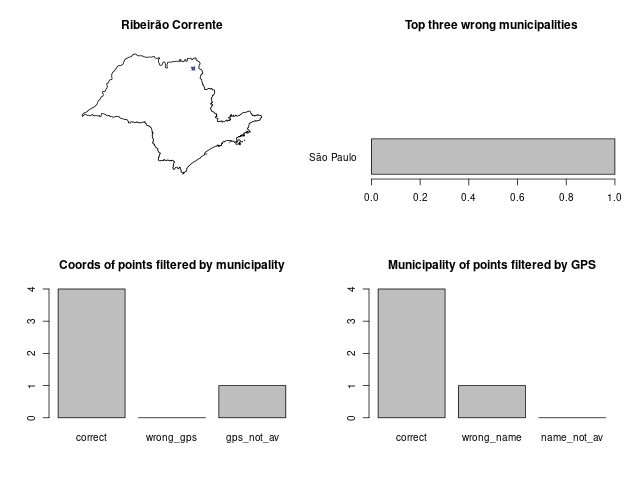 Ribeirão Corrente
Top three wrong municipalities
São Paulo
0.0 0.2 0.4 0.6 0.8 1.0
Coords of points filtered by municipality
4
3
2
1
0
correct wrong_gps gps_not_av
Municipality of points filtered by GPS
4
3
2
1
0
correct wrong_name name_not_av